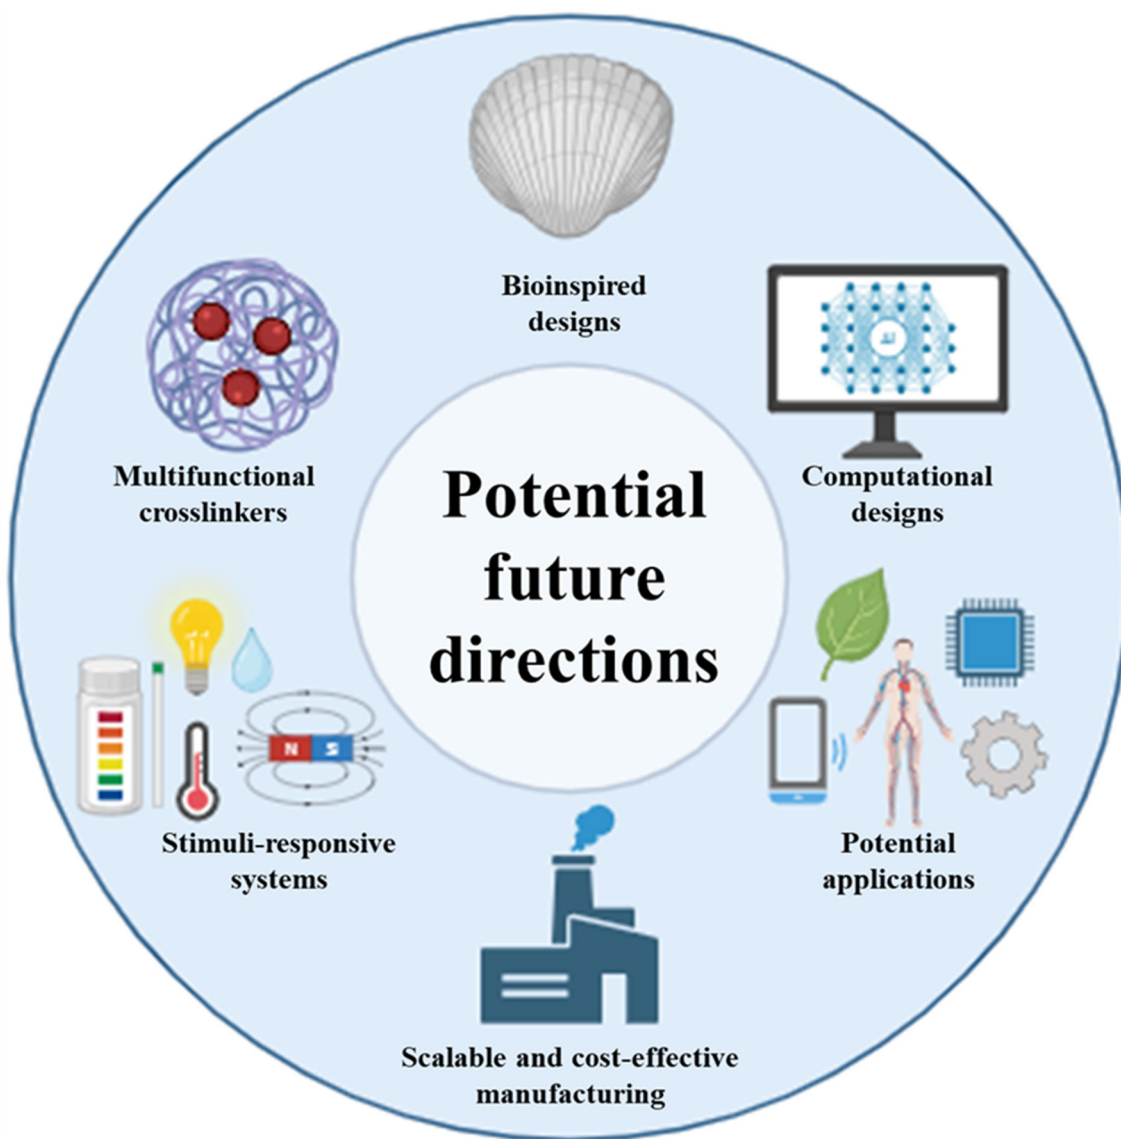 Bioinspired
designs
Multifunctional
crosslinkers
Computational
designs
Potential
future
directions
N S
Stimuli-responsive
systems
Potential
applications
Scalable and cost-effective
manufacturing